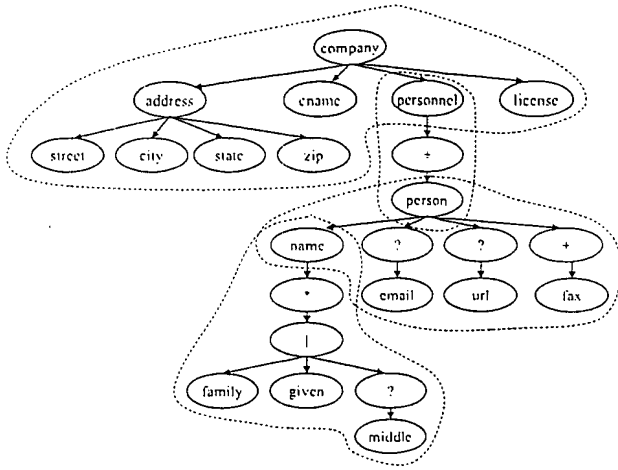 company
address cname personnel license
street city state zip +
person
name ? ? +
* email url fax
|
family given ?
middle